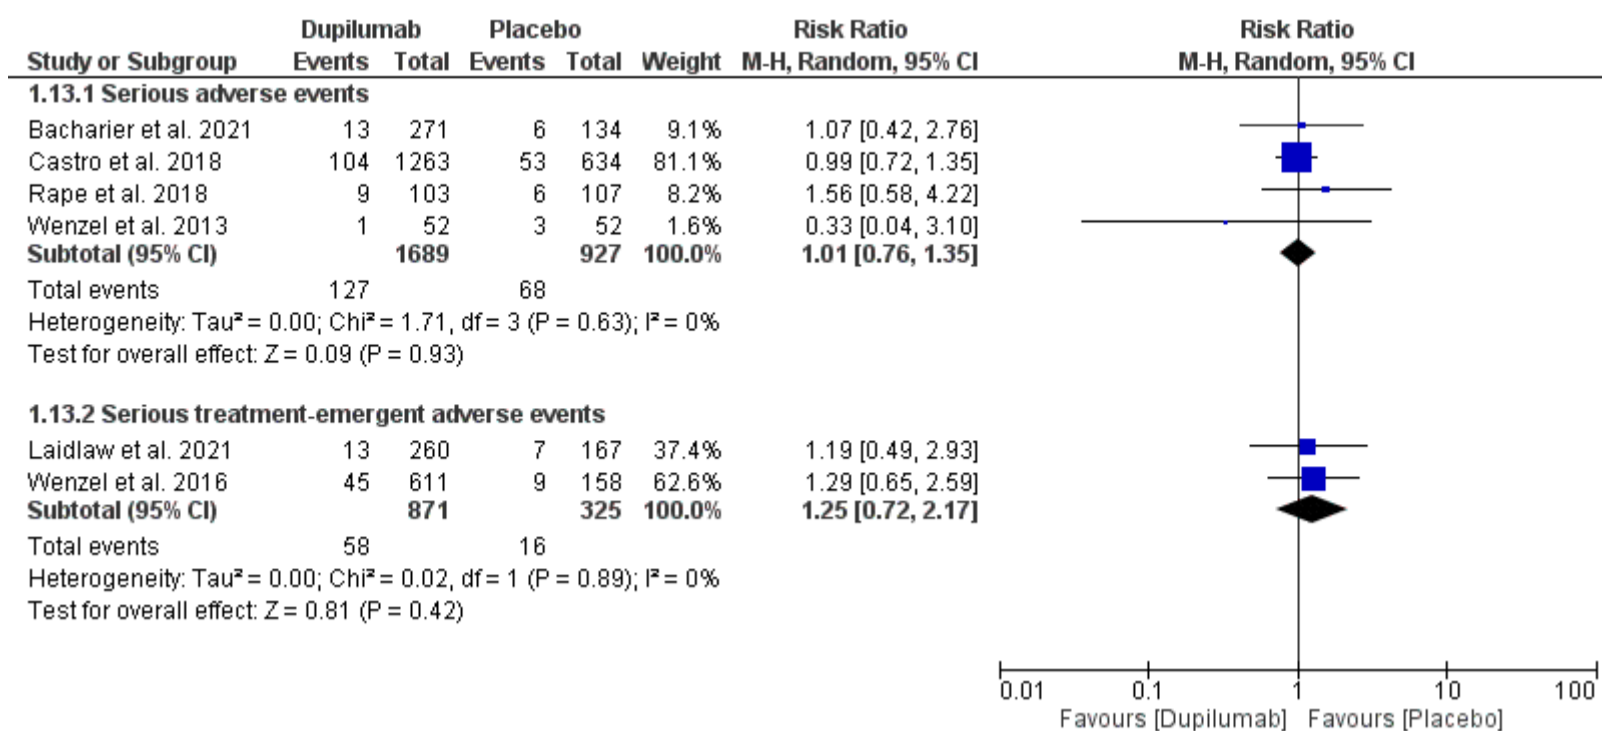 Dupilumab Placebo Risk Ratio Risk Ratio
Study or Subgroup Events Total Events Total Weight M-H, Random, 95% CI M-H, Random, 95% CI
1.13.1 Serious adverse events
Bacharier et al. 2021 13 271 6 134 9.1% 1.07 [0.42, 2.76]
Castro et al. 2018 104 1263 53 634 81.1% 0.99 [0.72, 1.35]
Rape et al. 2018 9 103 6 107 8.2% 1.56 [0.58, 4.22]
Wenzel et al. 2013 1 52 3 52 1.6% 0.33 [0.04, 3.10]
Subtotal (95% CI) 1689 927 100.0% 1.01 [0.76, 1.35]
Total events 127 68
Heterogeneity: Tau² = 0.00; Chi² = 1.71, df = 3 (P = 0.63); I² = 0%
Test for overall effect: Z = 0.09 (P = 0.93)
1.13.2 Serious treatment-emergent adverse events
Laidlaw et al. 2021 13 260 7 167 37.4% 1.19 [0.49, 2.93]
Wenzel et al. 2016 45 611 9 158 62.6% 1.29 [0.65, 2.59]
Subtotal (95% CI) 871 325 100.0% 1.25 [0.72, 2.17]
Total events 58 16
Heterogeneity: Tau² = 0.00; Chi² = 0.02, df = 1 (P = 0.89); I² = 0%
Test for overall effect: Z = 0.81 (P = 0.42)
0.01 0.1 1 10 100
Favours [Dupilumab] Favours [Placebo]